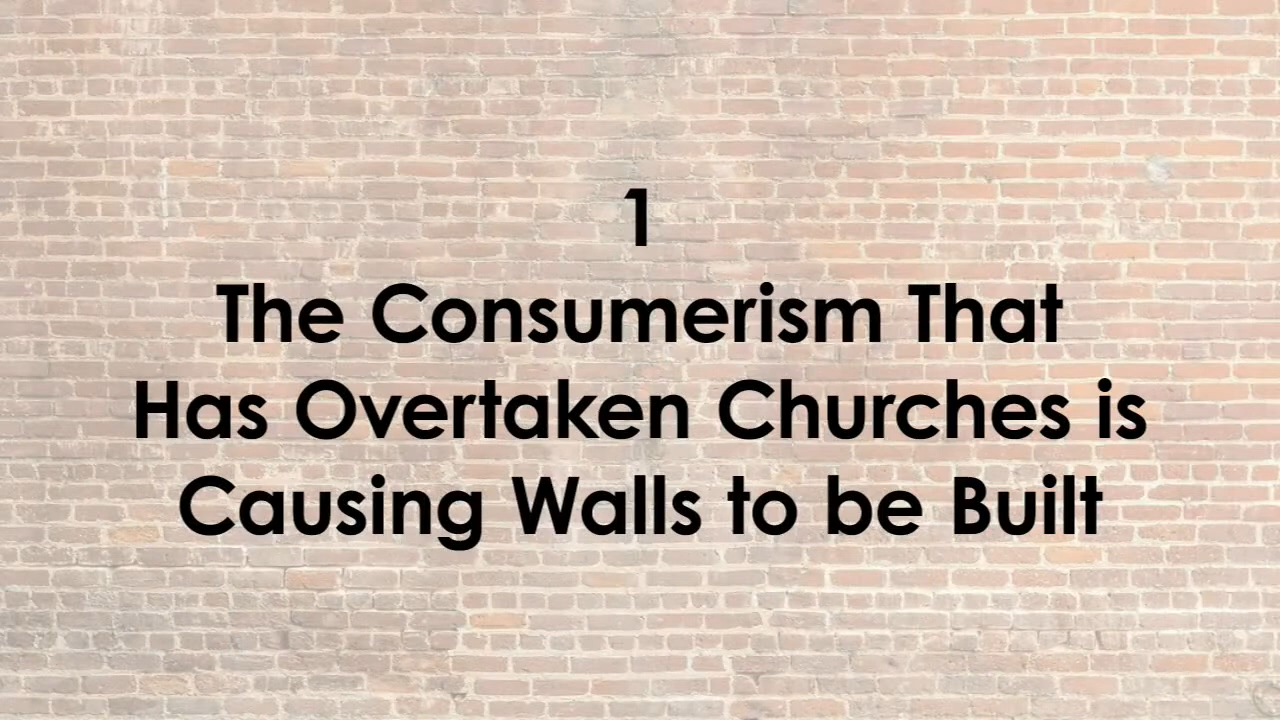 1
The Consumerism That
Has Overtaken Churches is
Causing Walls to be Built